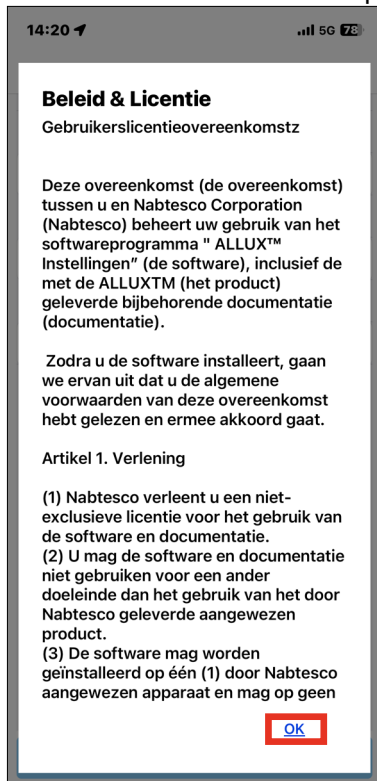 14:20 5G 78
Beleid & Licentie
Gebruikerslicentieovereenkomstz
Deze overeenkomst (de overeenkomst)
tussen u en Nabtesco Corporation
(Nabtesco) beheert uw gebruik van het
softwareprogramma " ALLUX™
Instellingen” (de software), inclusief de
met de ALLUXTM (het product)
geleverde bijbehorende documentatie
(documentatie).
Zodra u de software installeert, gaan
we ervan uit dat u de algemene
voorwaarden van deze overeenkomst
hebt gelezen en ermee akkoord gaat.
Artikel 1. Verlening
(1) Nabtesco verleent u een niet-
exclusieve licentie voor het gebruik van
de software en documentatie.
(2) U mag de software en documentatie
niet gebruiken voor een ander
doeleinde dan het gebruik van het door
Nabtesco geleverde aangewezen
product.
(3) De software mag worden
geïnstalleerd op één (1) door Nabtesco
aangewezen apparaat en mag op geen
OK